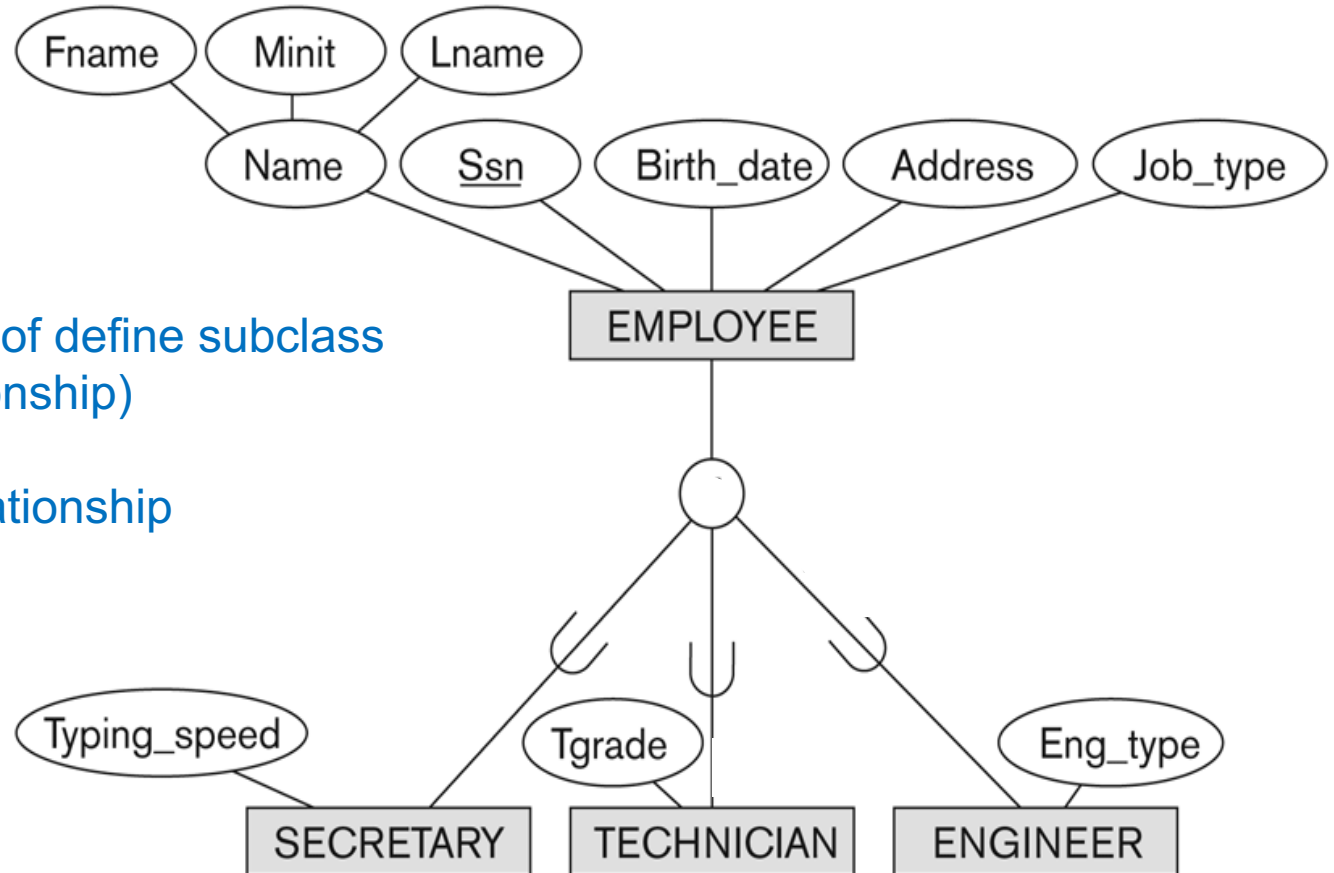 Fname Minit Lname
Name Ssn Birth_date Address Job_type
of define subclass
EMPLOYEE
onship)
ationship
Typing_speed Tgrade Eng_type
SECRETARY TECHNICIAN ENGINEER